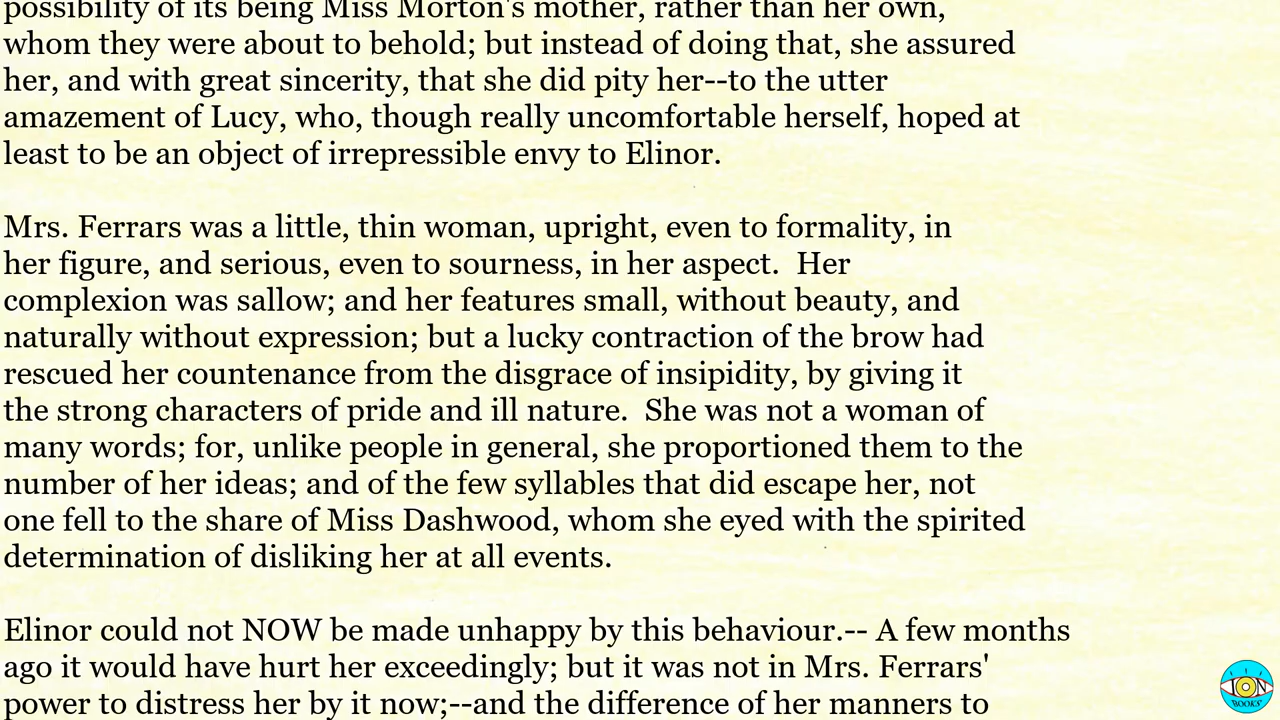 possibility of its being Miss Morton's mother, rather than her own,
whom they were about to behold; but instead of doing that, she assured
her, and with great sincerity, that she did pity her--to the utter
amazement of Lucy, who, though really uncomfortable herself, hoped at
least to be an object of irrepressible envy to Elinor.
Mrs. Ferrars was a little, thin woman, upright, even to formality, in
her figure, and serious, even to sourness, in her aspect.  Her
complexion was sallow; and her features small, without beauty, and
naturally without expression; but a lucky contraction of the brow had
rescued her countenance from the disgrace of insipidity, by giving it
the strong characters of pride and ill nature.  She was not a woman of
many words; for, unlike people in general, she proportioned them to the
number of her ideas; and of the few syllables that did escape her, not
one fell to the share of Miss Dashwood, whom she eyed with the spirited
determination of disliking her at all events.
Elinor could not NOW be made unhappy by this behaviour.-- A few months
ago it would have hurt her exceedingly; but it was not in Mrs. Ferrars'
power to distress her by it now;--and the difference of her manners to
ION
BOOKS